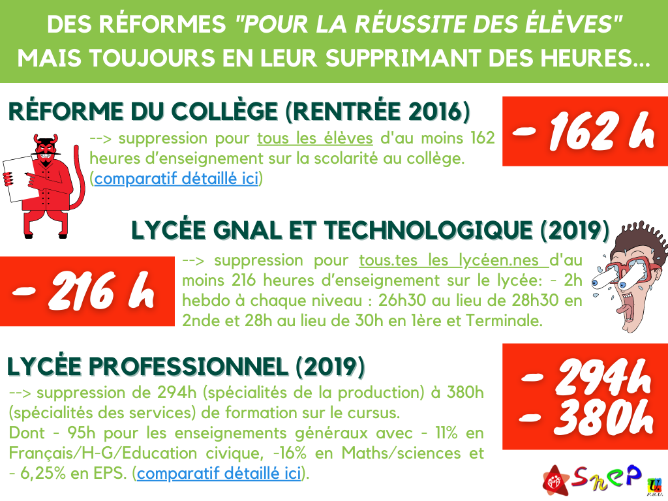 DES RÉFORMES "POUR LA RÉUSSITE DES ÉLÈVES"
MAIS TOUJOURS EN LEUR SUPPRIMANT DES HEURES...
RÉFORME DU COLLÈGE (RENTRÉE 2016)
- 162 h
--> suppression pour tous les élèves d'au moins 162
heures d'enseignement sur la scolarité au collège.
(comparatif détaillé ici)
LYCÉE GNAL ET TECHNOLOGIQUE (2019)
- 216 h
--> suppression pour tous.tes les lycéen.nes d'au
moins 216 heures d'enseignement sur le lycée: - 2h
hebdo à chaque niveau : 26h30 au lieu de 28h30 en
2nde et 28h au lieu de 30h en 1ère et Terminale.
LYCÉE PROFESSIONNEL (2019)
- 294h
- 380h
--> suppression de 294h (spécialités de la production) à 380h
(spécialités des services) de formation sur le cursus.
Dont - 95h pour les enseignements généraux avec - 11% en
Français/H-G/Education civique, -16% en Maths/sciences et
- 6,25% en EPS. (comparatif détaillé ici).
SNEP
F.S.U.